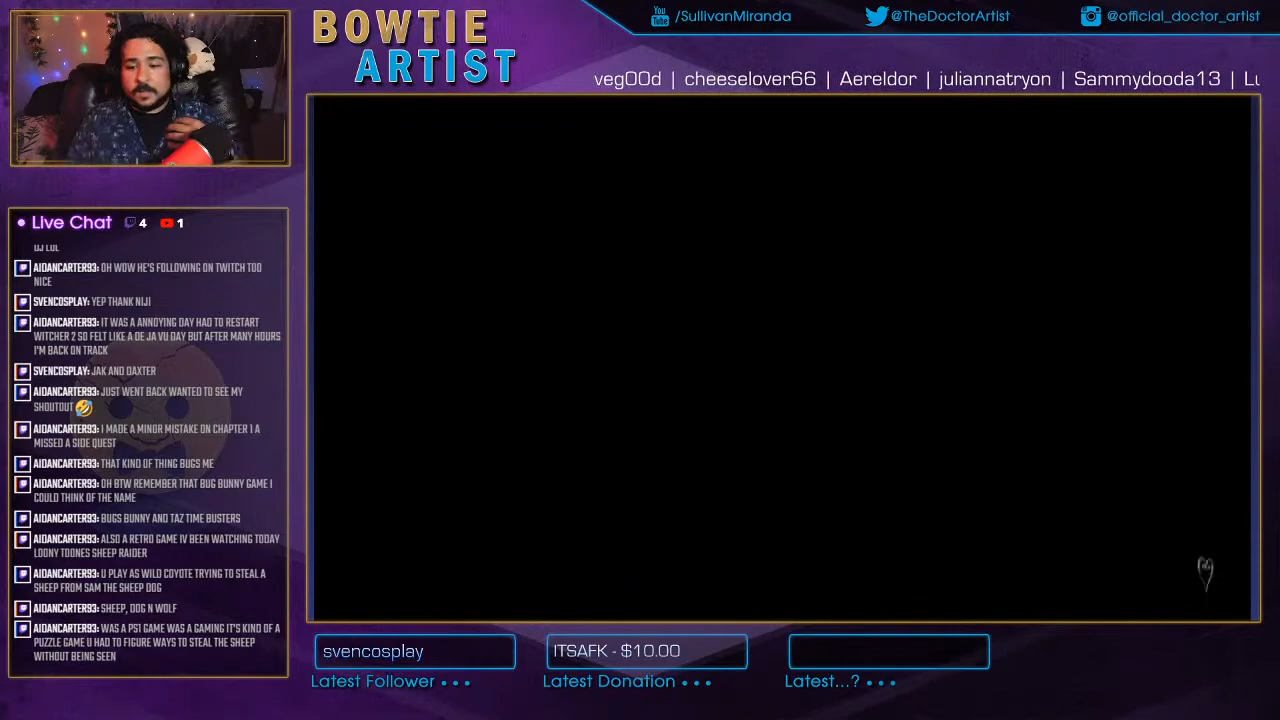 BOWTIE
ARTIST
/SullivanMiranda
@TheDoctorArtist
@official_doctor_artist
veg00d | cheeselover66 | Aereldor | juliannatryon | Sammydooda13 | Lu
Live Chat 4 1
AIDANCARTER93: OH WOW HE'S FOLLOWING ON TWITCH TOO
NICE
SVENCOSPLAY: YEP THANK NIJI
AIDANCARTER93: IT WAS A ANNOYING DAY HAD TO RESTART
WITCHER 2 SO FELT LIKE A DE JA VU DAY BUT AFTER MANY HOURS
I'M BACK ON TRACK
SVENCOSPLAY: JAK AND DAXTER
AIDANCARTER93: JUST WENT BACK WANTED TO SEE MY
SHOUTOUT 🤣
AIDANCARTER93: I MADE A MINOR MISTAKE ON CHAPTER 1 A
MISSED A SIDE QUEST
AIDANCARTER93: THAT KIND OF THING BUGS ME
AIDANCARTER93: OH BTW REMEMBER THAT BUG BUNNY GAME I
COULD THINK OF THE NAME
AIDANCARTER93: BUGS BUNNY AND TAZ TIME BUSTERS
AIDANCARTER93: ALSO A RETRO GAME IV BEEN WATCHING TODAY
LOONY TOONES SHEEP RAIDER
AIDANCARTER93: U PLAY AS WILD COYOTE TRYING TO STEAL A
SHEEP FROM SAM THE SHEEP DOG
AIDANCARTER93: SHEEP, DOG N WOLF
AIDANCARTER93: WAS A PS1 GAME WAS A GAMING IT'S KIND OF A
PUZZLE GAME U HAD TO FIGURE WAYS TO STEAL THE SHEEP
WITHOUT BEING SEEN
svencosplay
Latest Follower • • •
ITSAFK - $10.00
Latest Donation • • •
Latest...? • • •